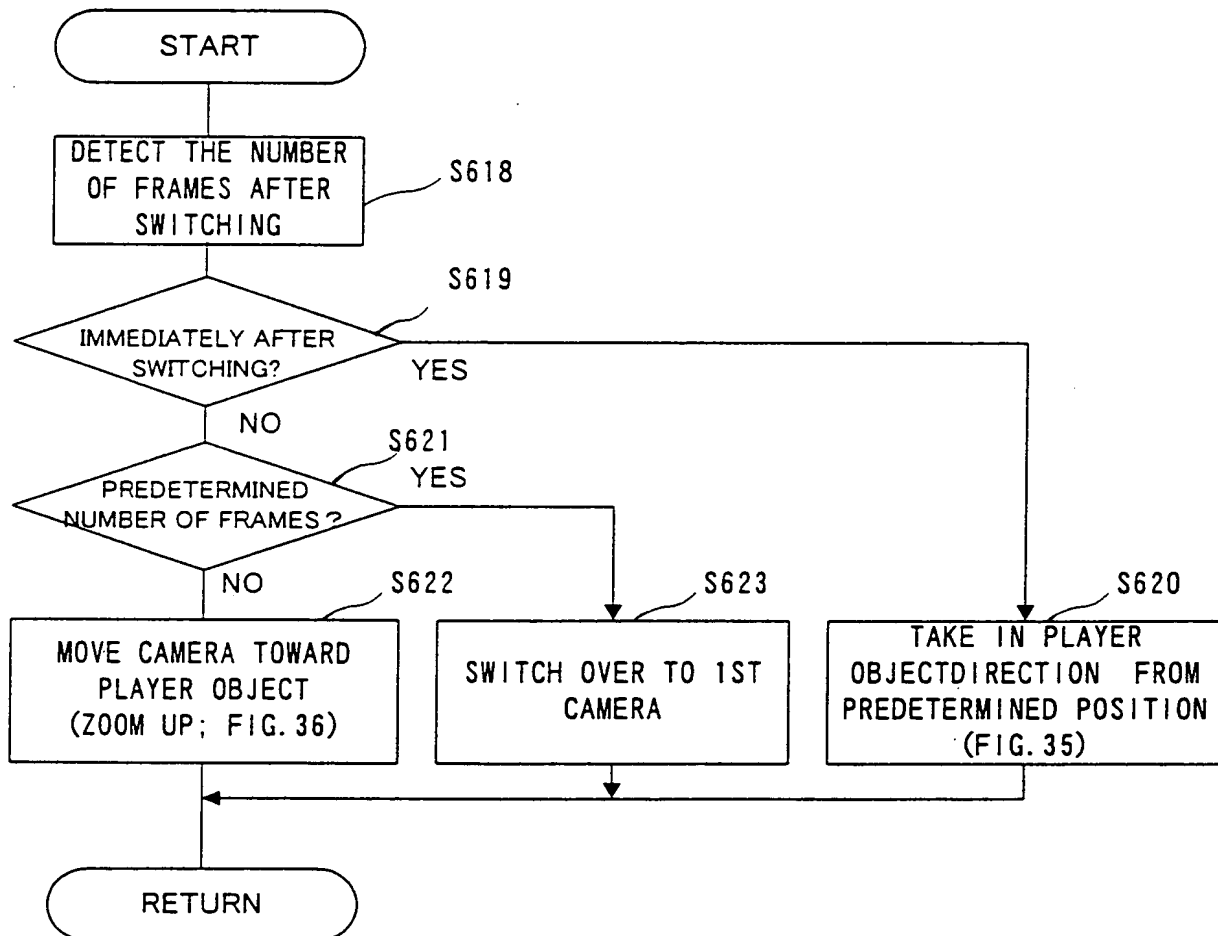 START
DETECT THE NUMBER
OF FRAMES AFTER
SWITCHING
S618
S619
IMMEDIATELY AFTER
SWITCHING?
YES
NO
S621
PREDETERMINED
NUMBER OF FRAMES?
YES
NO
S622
MOVE CAMERA TOWARD
PLAYER OBJECT
(ZOOM UP; FIG.36)
S623
SWITCH OVER TO 1ST
CAMERA
S620
TAKE IN PLAYER
OBJECTDIRECTION FROM
PREDETERMINED POSITION
(FIG.35)
RETURN